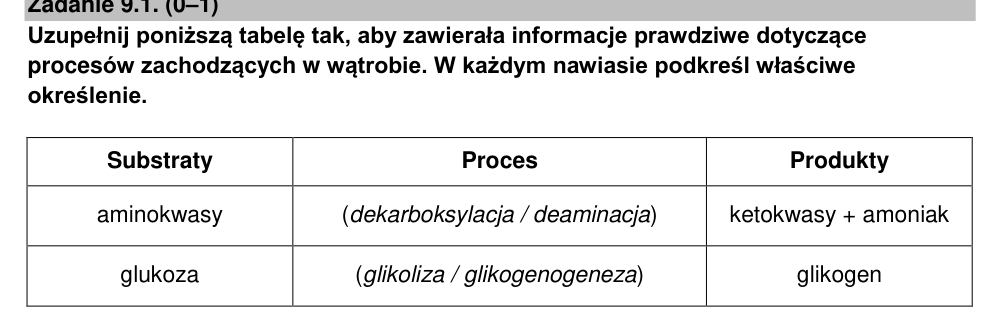 Zadanie 9.1. (0–1)
Uzupełnij poniższą tabelę tak, aby zawierała informacje prawdziwe dotyczące
procesów zachodzących w wątrobie. W każdym nawiasie podkreśl właściwe
określenie.
Substraty Proces Produkty
aminokwasy (dekarboksylacja / deaminacja) ketokwasy + amoniak
glukoza (glikoliza / glikogenogeneza) glikogen